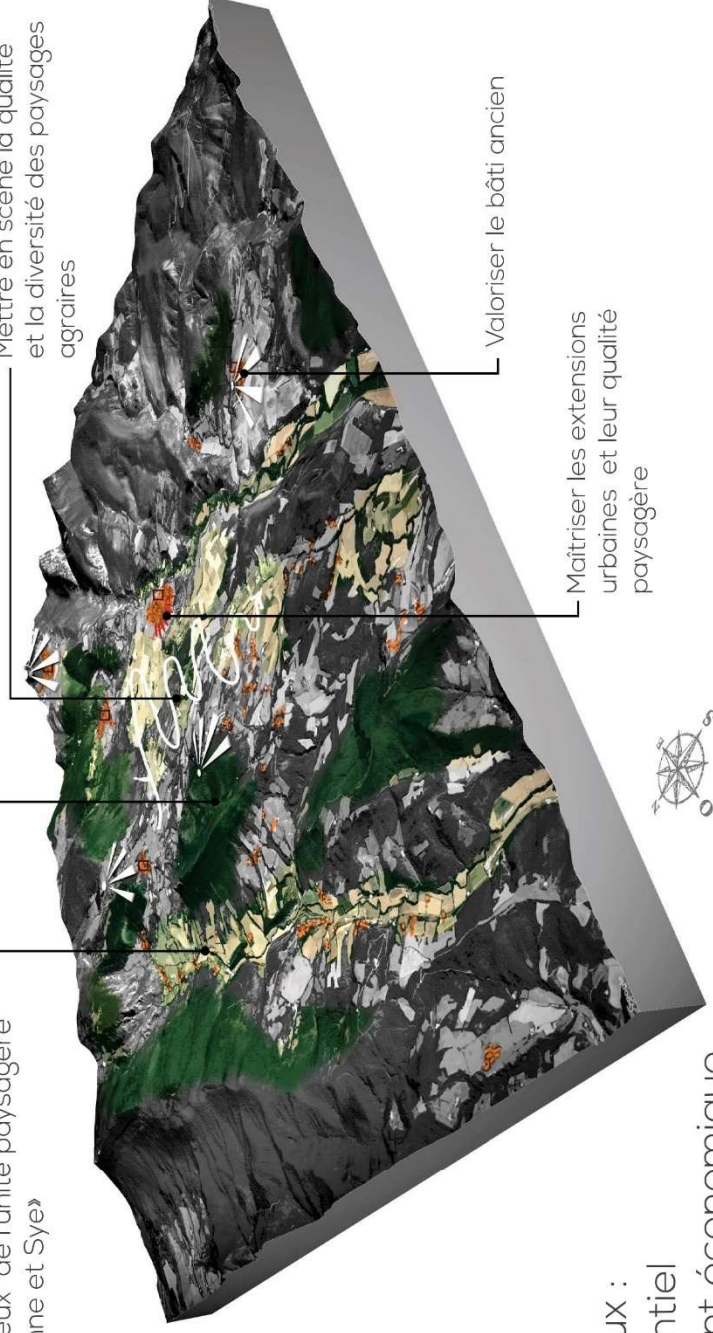 eux de l'unité paysagère
nne et Sye»
Mettre en scène la qualité
et la diversité des paysages
agraires
Valoriser le bâti ancien
Maîtriser les extensions
urbaines et leur qualité
paysagère
ux :
ntiel
nt économique